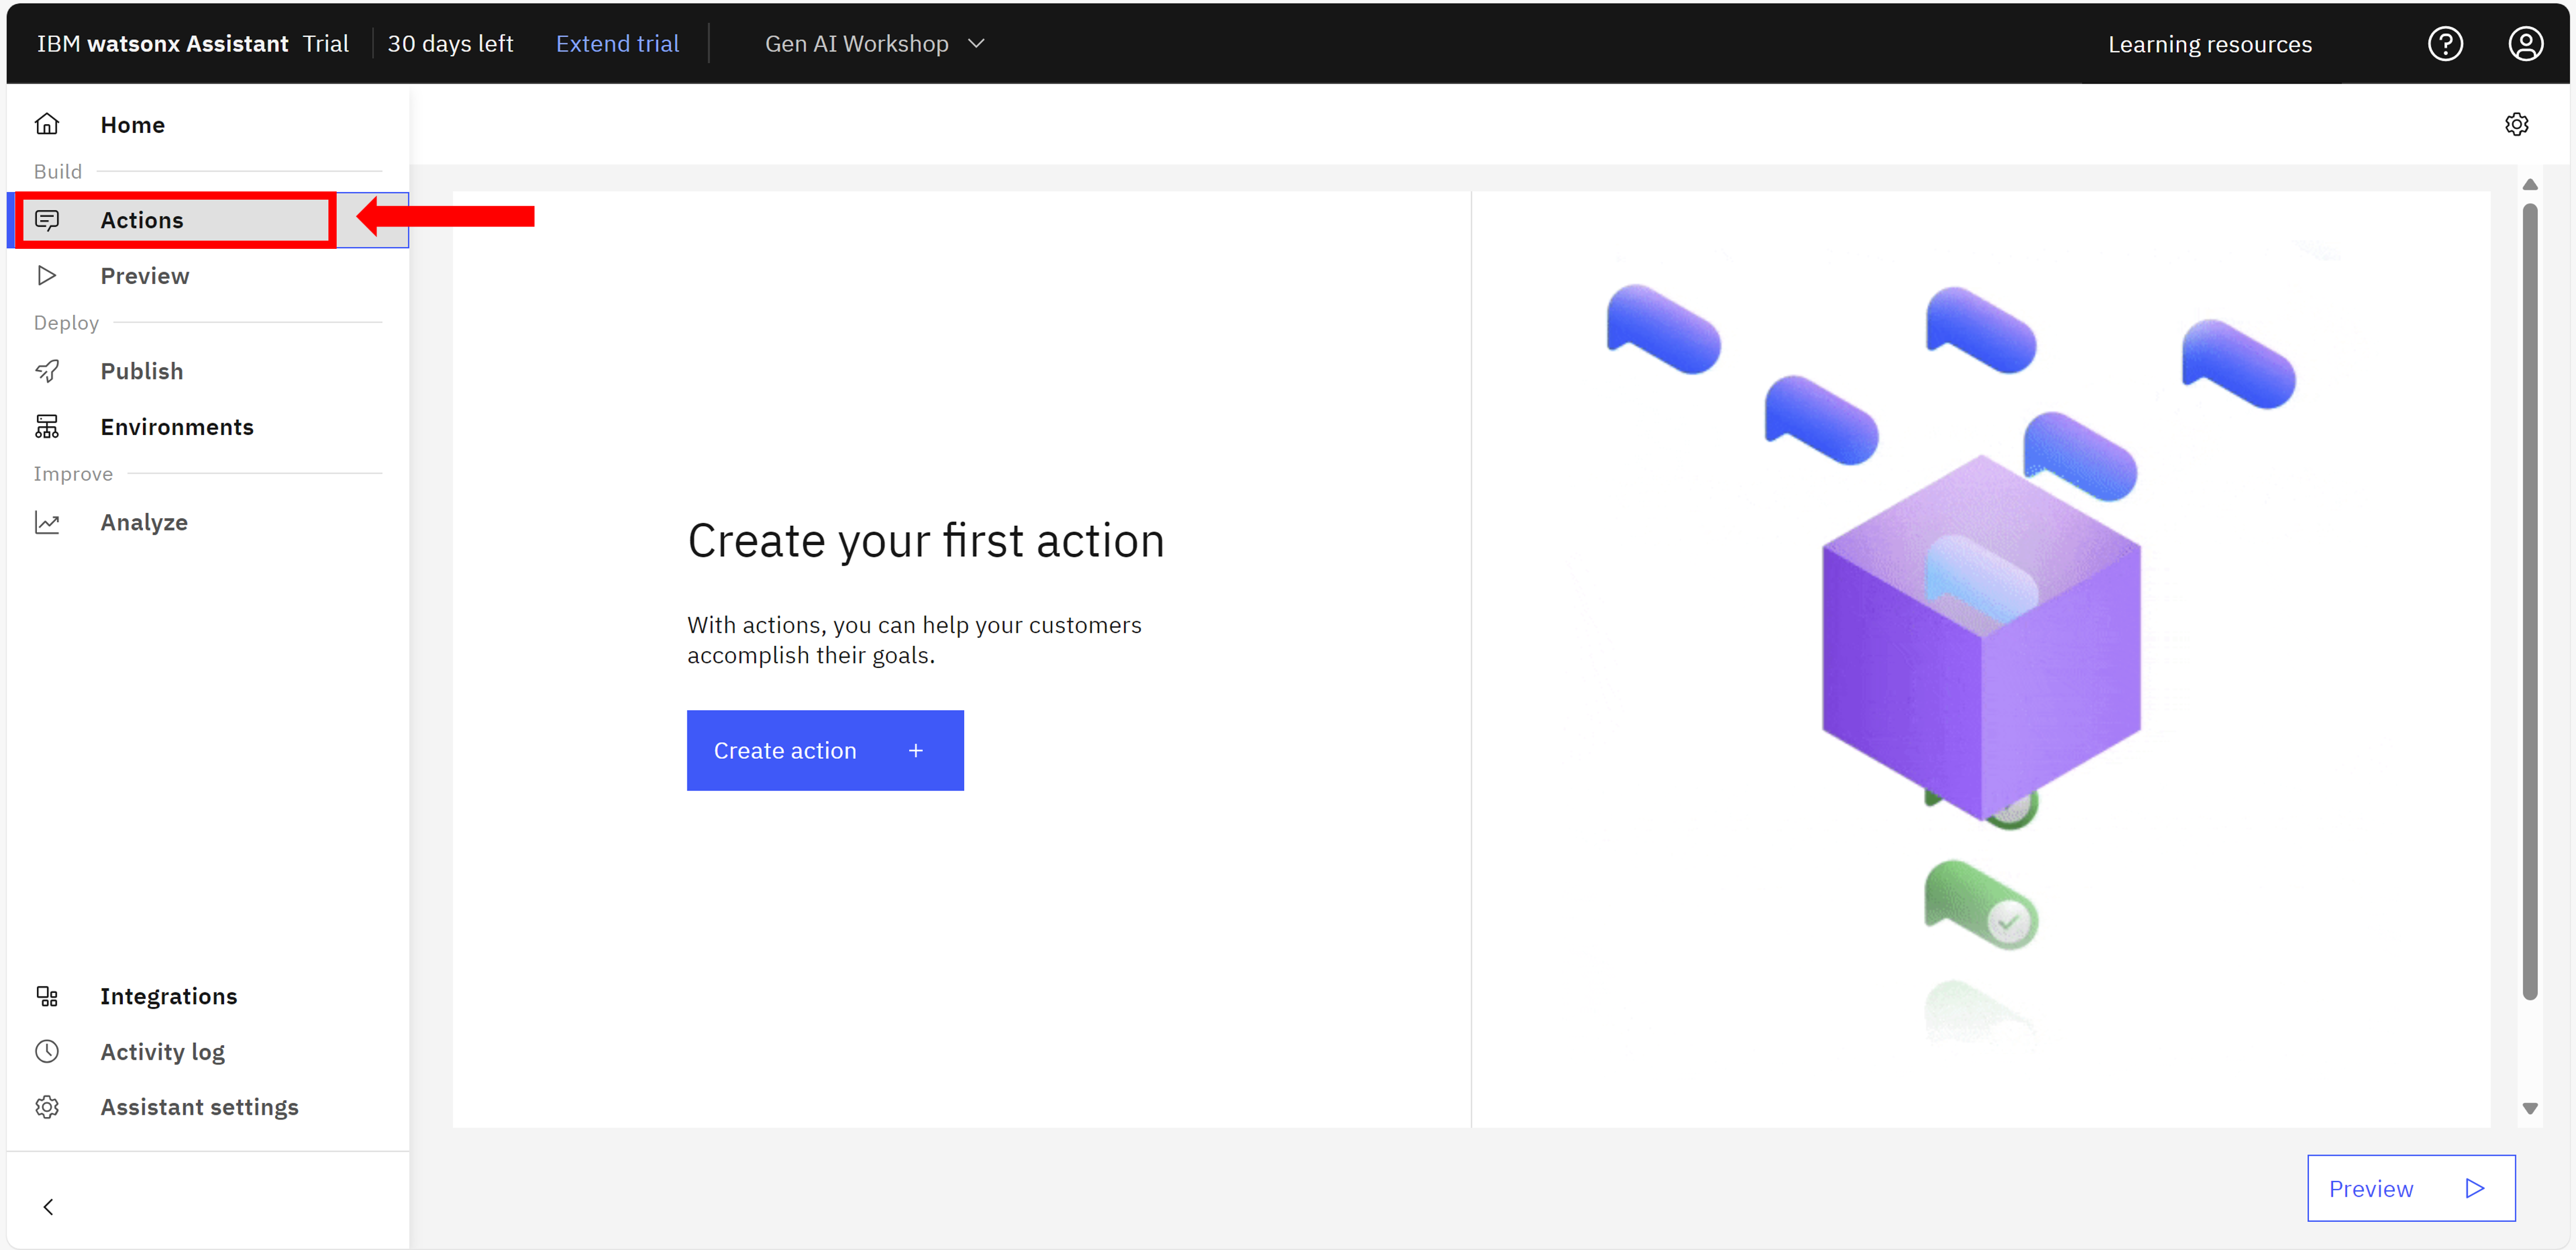 IBM watsonx Assistant Trial 30 days left Extend trial Gen AI Workshop Learning resources
Home
Build
Actions
Preview
Deploy
Publish
Environments
Improve
Analyze
Integrations
Activity log
Assistant settings
Create your first action
With actions, you can help your customers
accomplish their goals.
Create action +
Preview